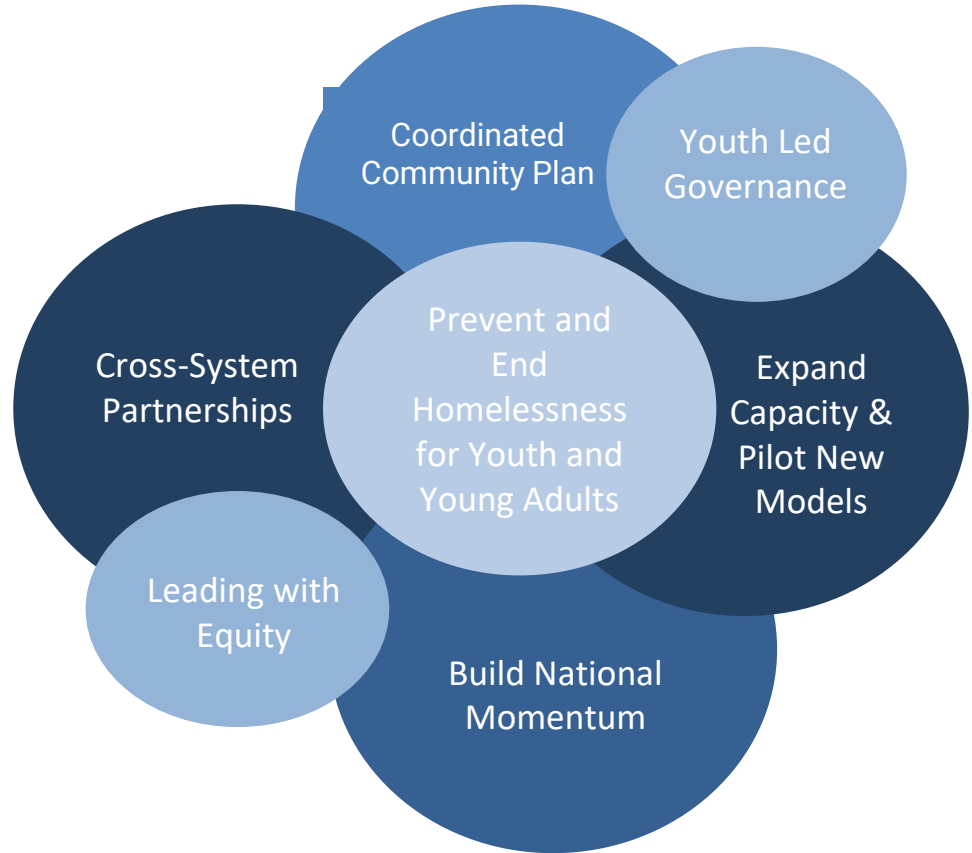 Coordinated
Community Plan
Youth Led
Governance
Cross-System
Partnerships
Prevent and
End
Homelessness
for Youth and
Young Adults
Expand
Capacity &
Pilot New
Models
Leading with
Equity
Build National
Momentum